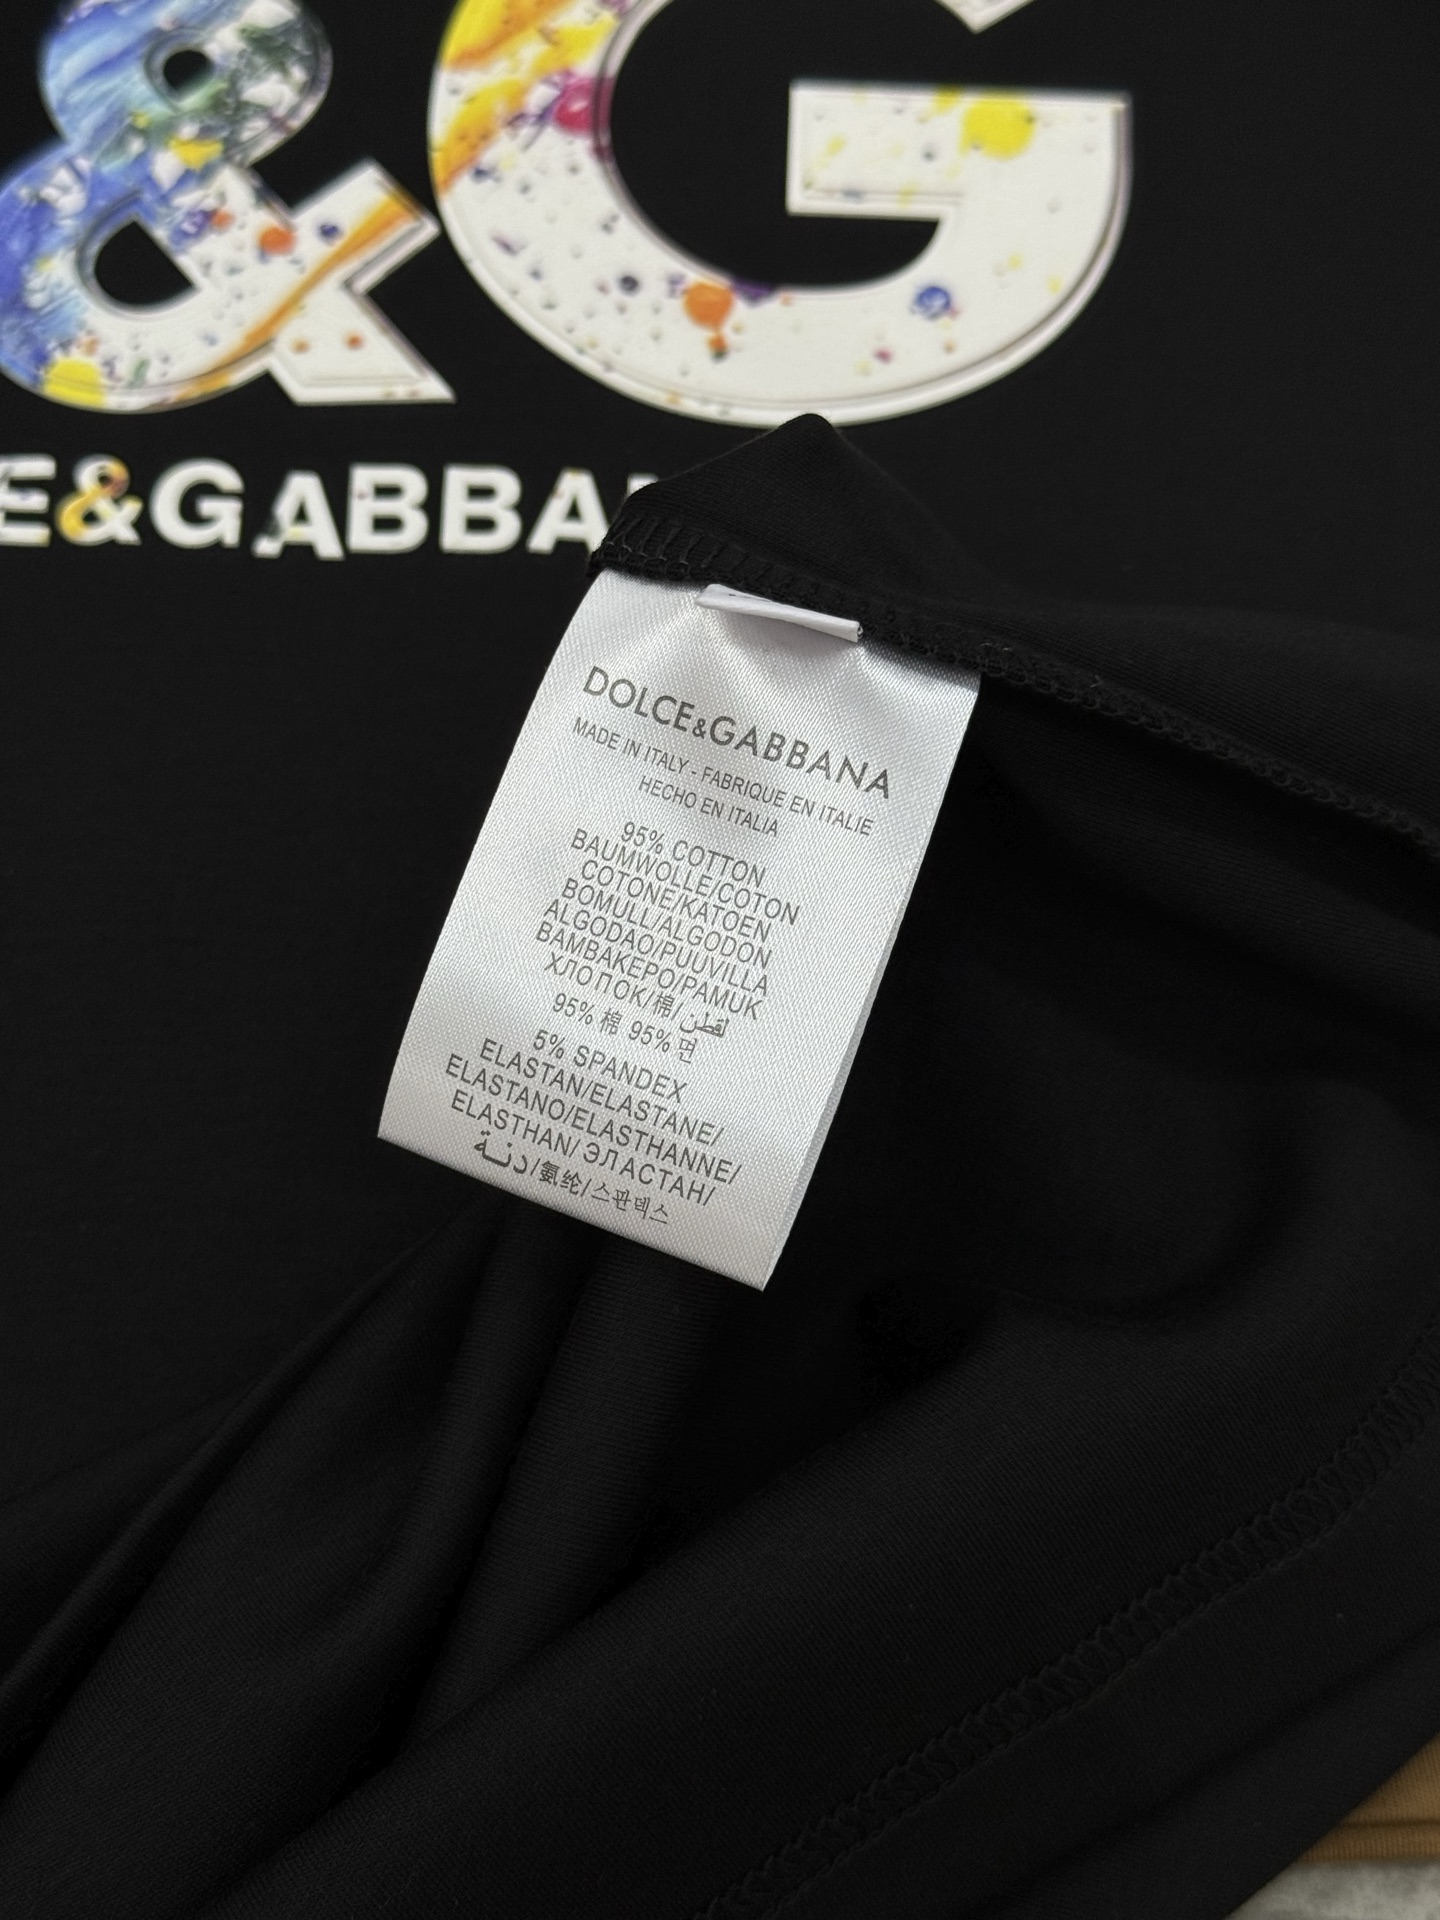 &G
E&GABBA
DOLCE&GABBANA
MADE IN ITALY - FABRIQUE EN ITALIE
HECHO EN ITALIA
95% COTTON
BAUMWOLLE/COTON
COTONE/KATOEN
BOMULL/ALGODON
ALGODAO/PUUVILLA
BAMBAKEPO/PAMUK
ХЛОПОК/棉/قطن
95% 棉 95% 면
5% SPANDEX
ELASTAN/ELASTANE/
ELASTANO/ELASTHANNE/
ELASTHAN/ ЭЛАСТАН/
/氨纶/스판덱스